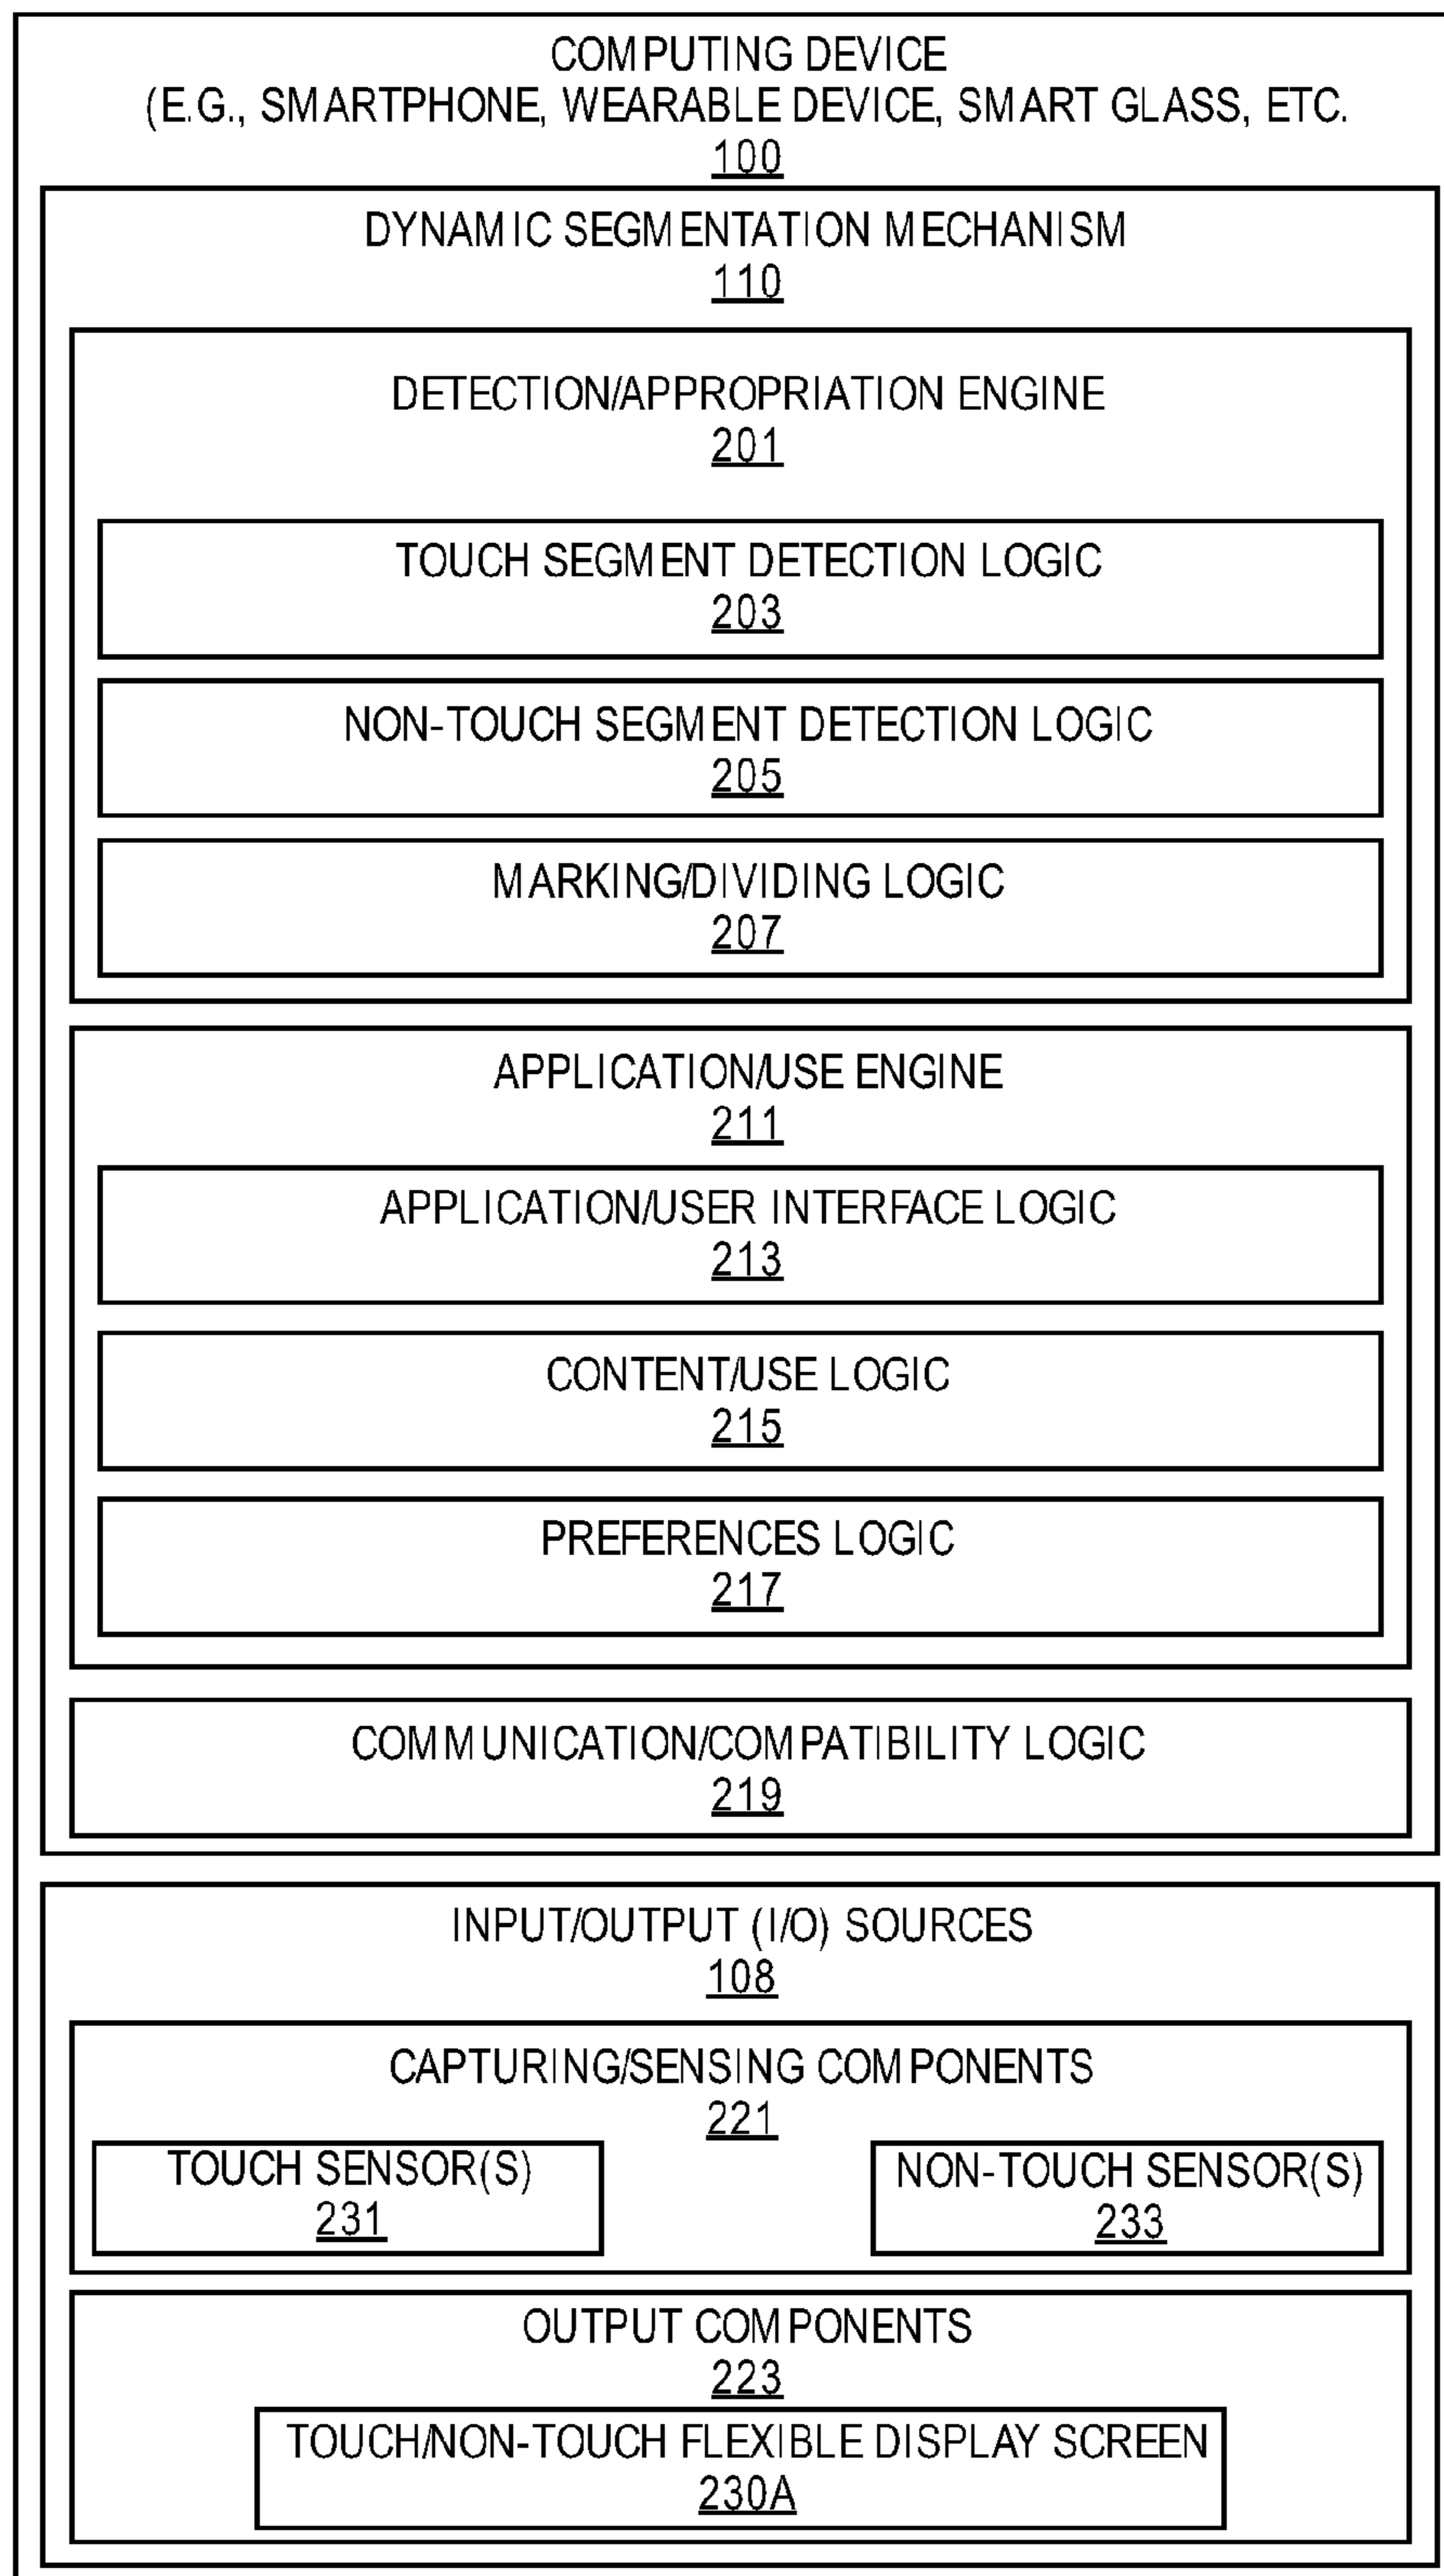 COMPUTING DEVICE
(E.G., SMARTPHONE, WEARABLE DEVICE, SMART GLASS, ETC.
100
DYNAMIC SEGMENTATION MECHANISM
110
DETECTION/APPROPRIATION ENGINE
201
TOUCH SEGMENT DETECTION LOGIC
203
NON-TOUCH SEGMENT DETECTION LOGIC
205
MARKING/DIVIDING LOGIC
207
APPLICATION/USE ENGINE
211
APPLICATION/USER INTERFACE LOGIC
213
CONTENT/USE LOGIC
215
PREFERENCES LOGIC
217
COMMUNICATION/COMPATIBILITY LOGIC
219
INPUT/OUTPUT (I/O) SOURCES
108
CAPTURING/SENSING COMPONENTS
221
TOUCH SENSOR(S)
231
NON-TOUCH SENSOR(S)
233
OUTPUT COMPONENTS
223
TOUCH/NON-TOUCH FLEXIBLE DISPLAY SCREEN
230A